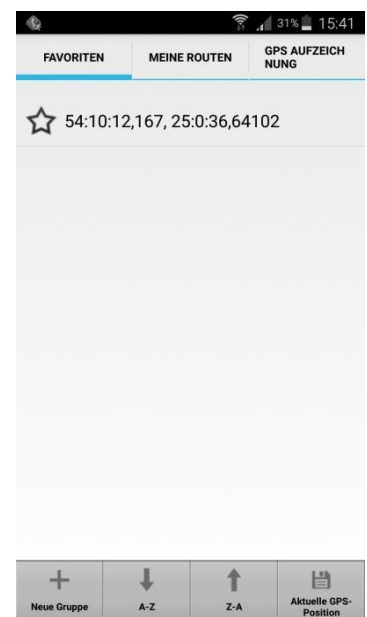 31% 15:41
FAVORITEN
MEINE ROUTEN
GPS AUFZEICH
NUNG
54:10:12,167, 25:0:36,64102
Neue Gruppe
A-Z
Z-A
Aktuelle GPS-
Position